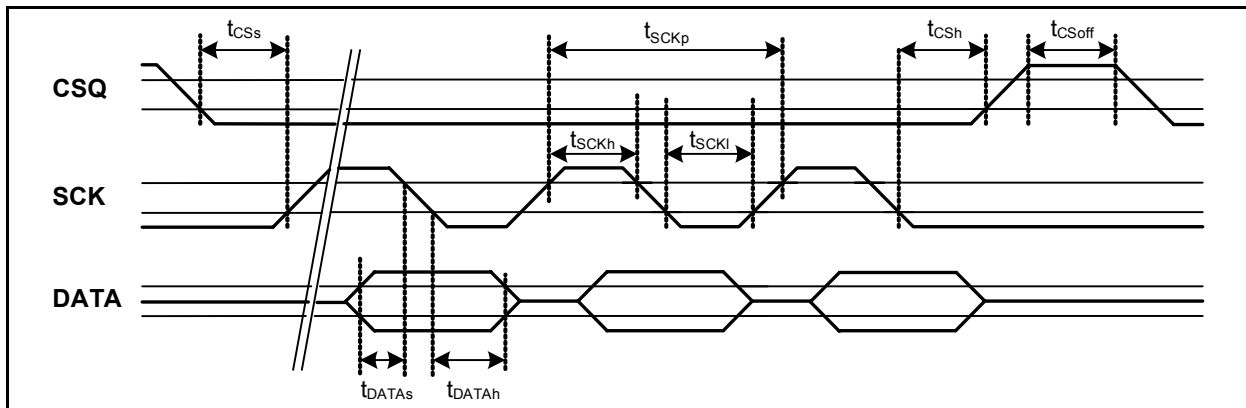 tCSs
tSCKp
tCSh
tCSoff
CSQ
tSCKh
tSCKl
SCK
DATA
tDATAs
tDATAh